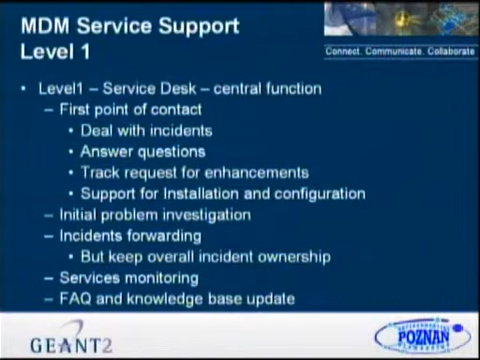 MDM Service Support
Level 1
Connect. Communicate. Collaborate
• Level1 – Service Desk – central function
– First point of contact
• Deal with incidents
• Answer questions
• Track request for enhancements
• Support for Installation and configuration
– Initial problem investigation
– Incidents forwarding
• But keep overall incident ownership
– Services monitoring
– FAQ and knowledge base update
GEANT2
POZNAŃ